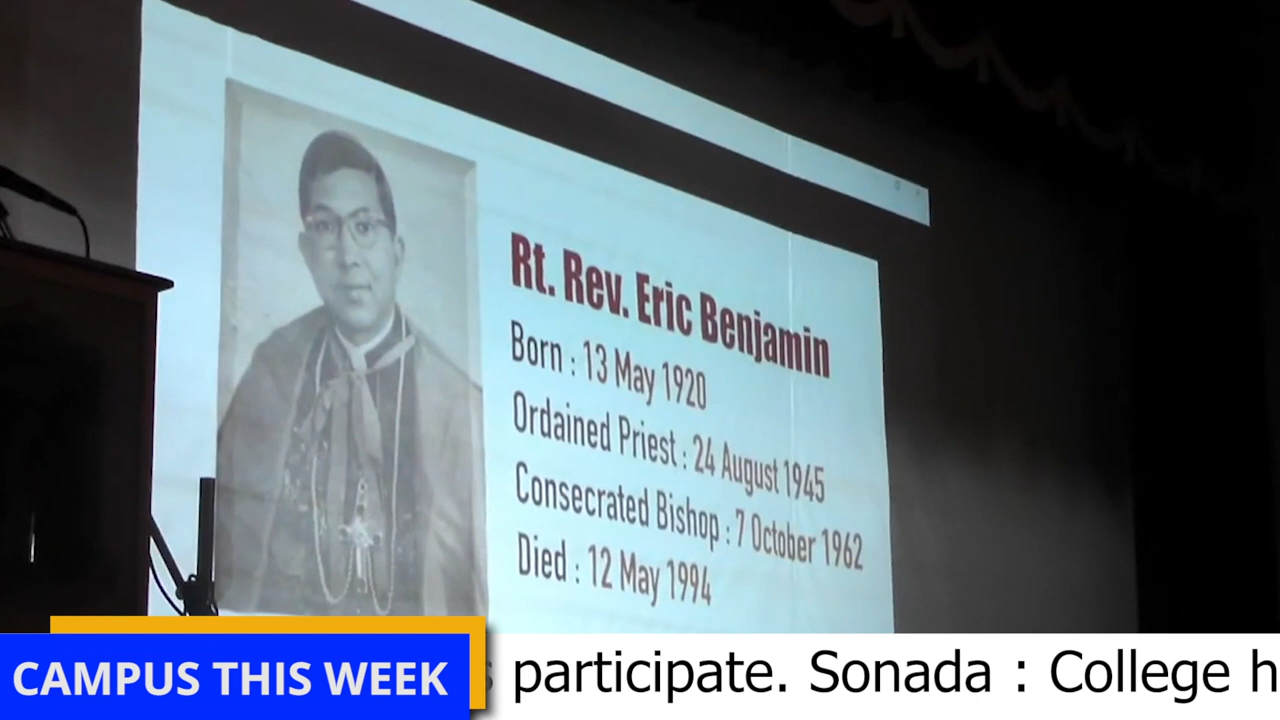 Rt. Rev. Eric Benjamin
Born : 13 May 1920
Ordained Priest : 24 August 1945
Consecrated Bishop : 7 October 1962
Died : 12 May 1994
CAMPUS THIS WEEK
participate. Sonada : College h